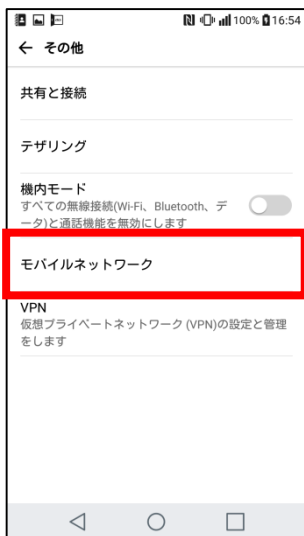 100% 16:54
← その他
共有と接続
テザリング
機内モード
すべての無線接続(Wi-Fi、Bluetooth、デ
ータ)と通話機能を無効にします
モバイルネットワーク
VPN
仮想プライベートネットワーク (VPN)の設定と管理
をします